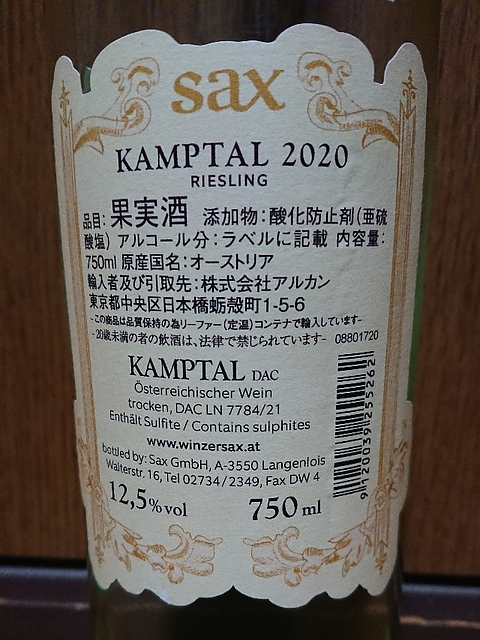 sax
KAMPTAL 2020
RIESLING
品目:果実酒 添加物:酸化防止剤(亜硫
酸塩) アルコール分:ラベルに記載 内容量:
750ml 原産国名:オーストリア
輸入者及び引取先:株式会社アルカン
東京都中央区日本橋蛎殻町1-5-6
-この商品は品質保持の為リーファー(定温)コンテナで輸入しています-
-20歳未満の者の飲酒は、法律で禁じられています- 08801720
KAMPTAL DAC
Österreichischer Wein
trocken, DAC LN 7784/21
Enthält Sulfite / Contains sulphites
www.winzersax.at
bottled by: Sax GmbH, A-3550 Langenlois
Walterstr. 16, Tel 02734/2349, Fax DW 4
12,5% vol 750 ml
9 120039 255262